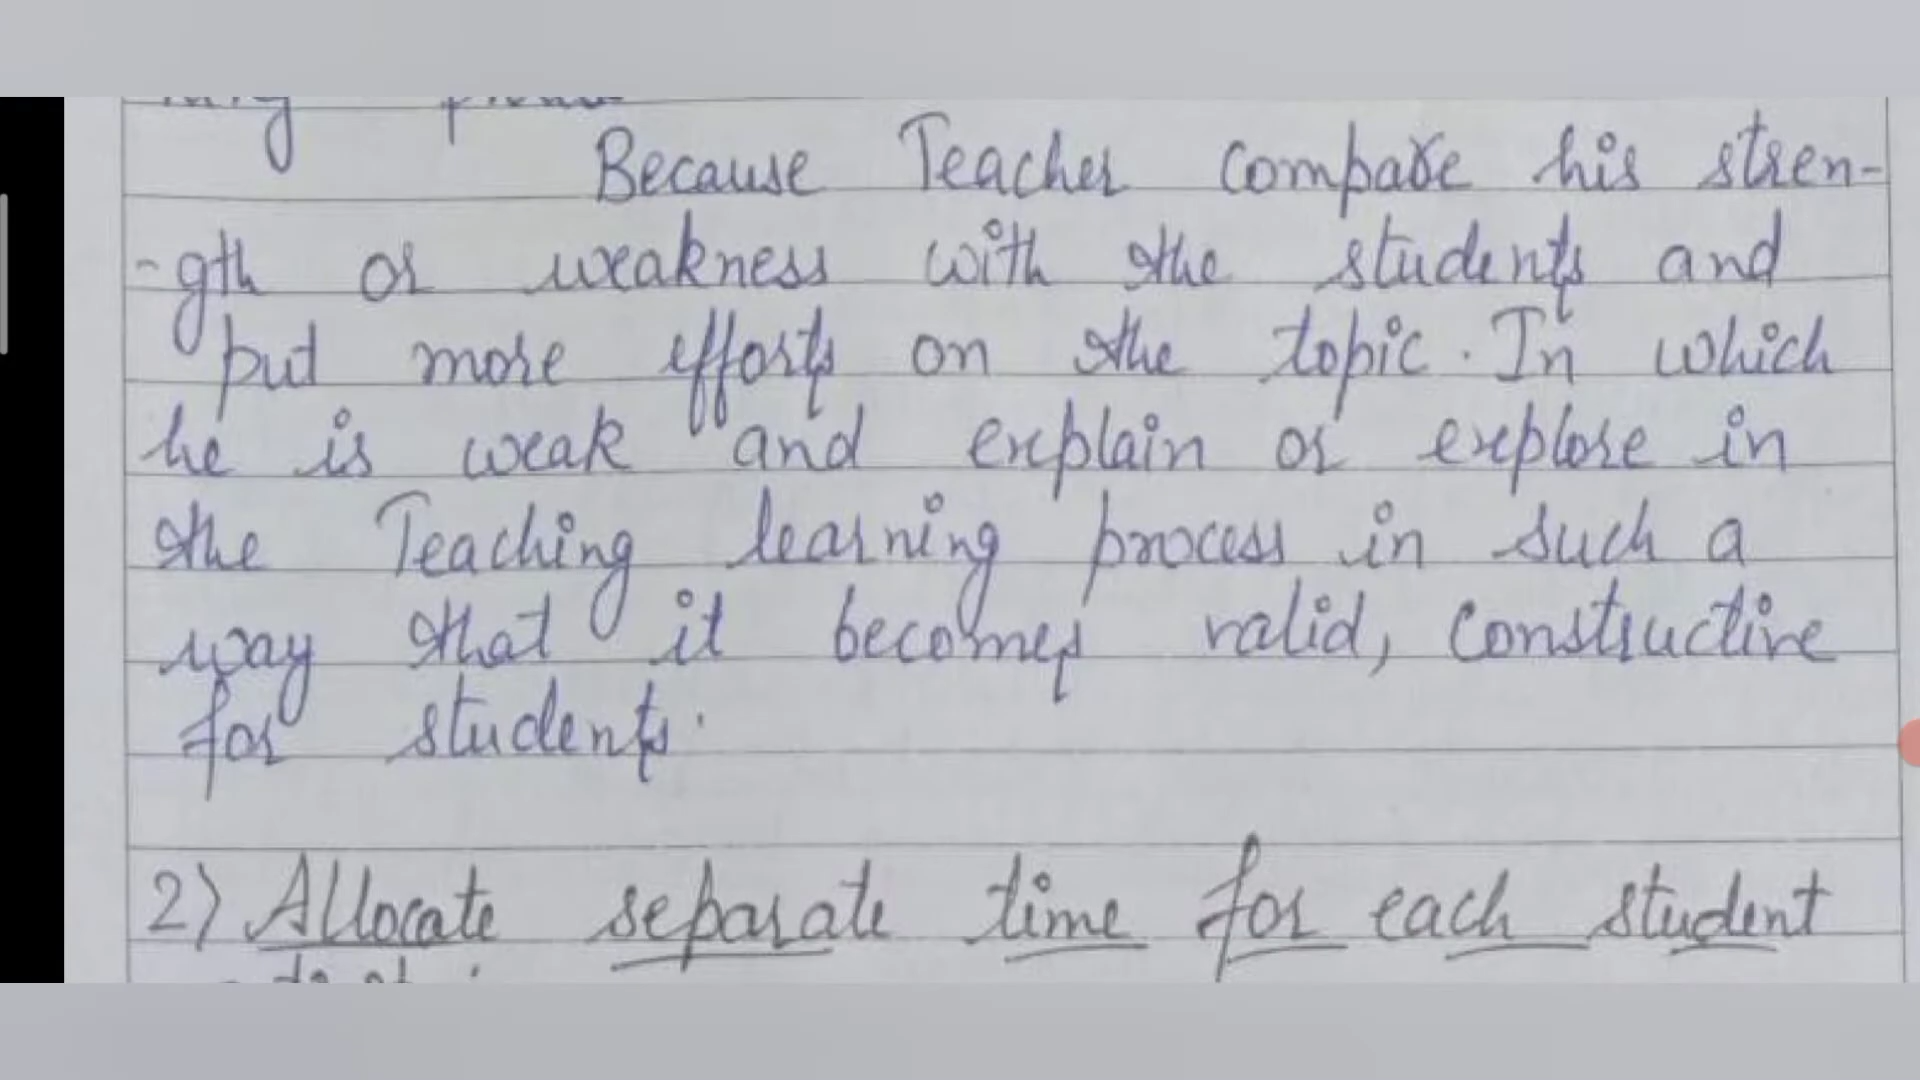 Because Teacher compare his stren-
-gth or weakness with the students and
put more efforts on the topic. In which
he is weak and explain or explore in
the Teaching learning process in such a
way that it becomes valid, constructive
for students.
2) Allocate separate time for each student